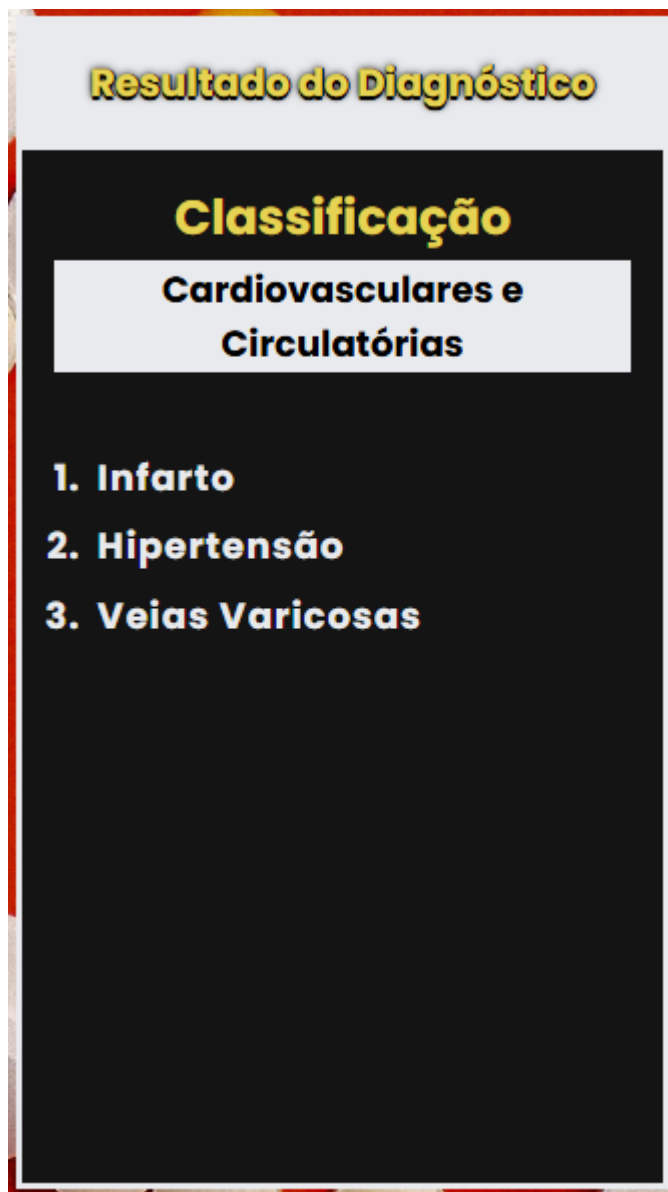 Resultado do Diagnóstico
Classificação
Cardiovasculares e
Circulatórias
1. Infarto
2. Hipertensão
3. Veias Varicosas